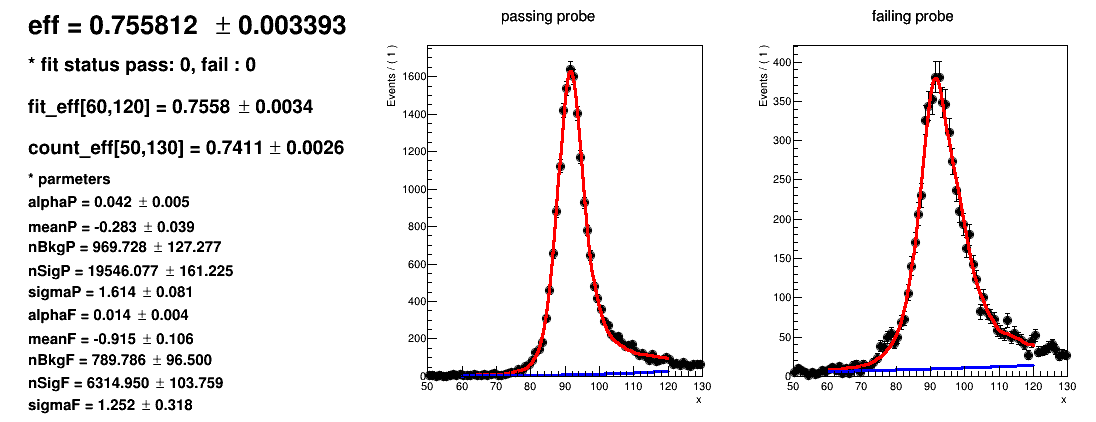 eff = 0.755812 ± 0.003393
* fit status pass: 0, fail : 0
fit_eff[60,120] = 0.7558 ± 0.0034
count_eff[50,130] = 0.7411 ± 0.0026
* parmeters
alphaP = 0.042 ± 0.005
meanP = -0.283 ± 0.039
nBkgP = 969.728 ± 127.277
nSigP = 19546.077 ± 161.225
sigmaP = 1.614 ± 0.081
alphaF = 0.014 ± 0.004
meanF = -0.915 ± 0.106
nBkgF = 789.786 ± 96.500
nSigF = 6314.950 ± 103.759
sigmaF = 1.252 ± 0.318
passing probe
Events / ( 1 )
1600
1400
1200
1000
800
600
400
200
0
50 60 70 80 90 100 110 120 130
x
failing probe
Events / ( 1 )
400
350
300
250
200
150
100
50
0
50 60 70 80 90 100 110 120 130
x